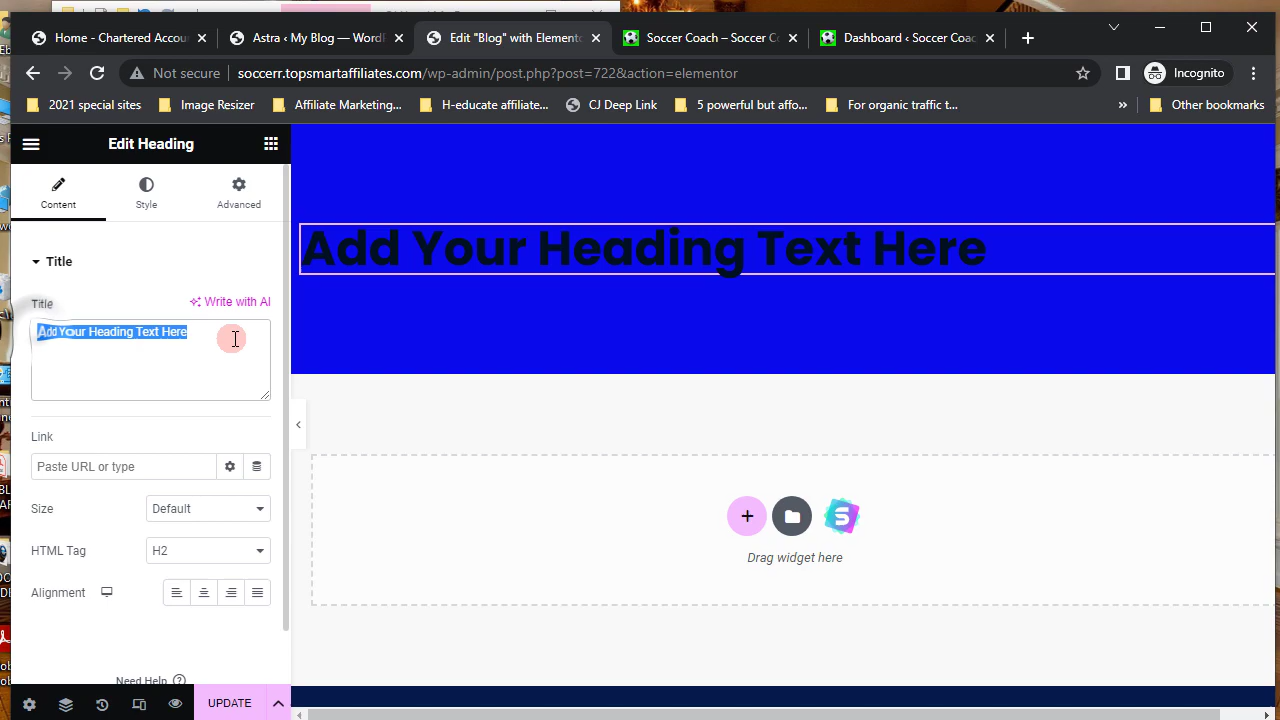 Home - Chartered Accou
Astra ‹ My Blog — WordP
Edit "Blog" with Elemento
Soccer Coach – Soccer C
Dashboard ‹ Soccer Coac
Not secure
soccerr.topsmartaffiliates.com/wp-admin/post.php?post=722&action=elementor
Incognito
2021 special sites
Image Resizer
Affiliate Marketing...
H-educate affiliate...
CJ Deep Link
5 powerful but affo...
For organic traffic t...
»
Other bookmarks
Edit Heading
Content
Style
Advanced
Title
Title
Write with AI
Add Your Heading Text Here
Link
Paste URL or type
Size
Default
HTML Tag
H2
Alignment
Need Help ?
UPDATE
Add Your Heading Text Here
Drag widget here